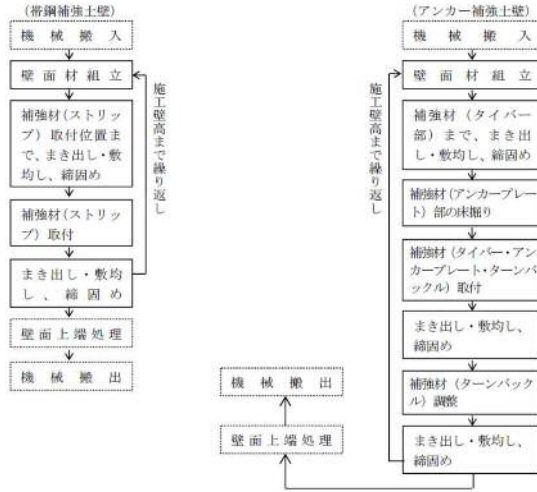 (帯鋼補強土壁)
機械搬入
壁面材組立
補強材(ストリッ
プ)取付位置ま
で、まき出し・敷
均し、締固め
補強材(ストリッ
プ)取付
まき出し・敷均
し、締固め
壁面上端処理
機械搬出
施工壁高まで繰り返し
(アンカー補強土壁)
機械搬入
壁面材組立
補強材(タイバー
部)まで、まき出
し・敷均し、締固め
補強材(アンカープレー
ト)部の床掘り
補強材(タイバー・アン
カープレート・ターンバ
ックル)取付
まき出し・敷均し、
締固め
補強材(ターンバック
ル)調整
まき出し・敷均し、
締固め
施工壁高まで繰り返し
壁面上端処理
機械搬出